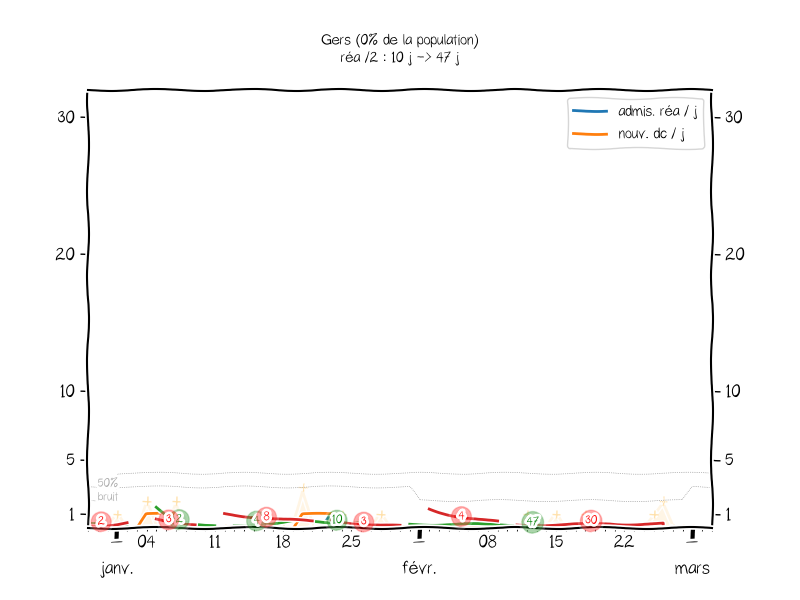 Gers (0% de la population)
réa /2 : 10 j -> 47 j
admis. réa / j
nouv. dc / j
30 30
20 20
10 10
5 5
50%
bruit
1 1
2 3 2 8 10 3 4 47 30
04 11 18 25 08 15 22
janv. févr. mars